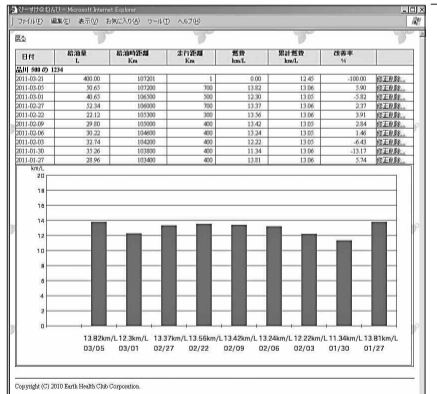 び～すけ@ねんぴ - Microsoft Internet Explorer
ファイル(F) 編集(E) 表示(V) お気に入り(A) ツール(T) ヘルプ(H)
戻る
日付 給油量 L 給油時距離 Km 走行距離 Km 燃費 km/L 累計燃費 km/L 改善率 %
品川 500 の 1234
2011-03-21 400.00 107201 1 0.00 12.45 -100.00 修正削除
2011-03-05 50.65 107200 700 13.82 13.06 5.90 修正削除
2011-03-01 40.65 106500 500 12.30 13.05 -5.82 修正削除
2011-02-27 52.34 106000 700 13.37 13.06 2.37 修正削除
2011-02-22 22.12 105300 300 13.56 13.06 3.91 修正削除
2011-02-09 29.80 105000 400 13.42 13.05 2.84 修正削除
2011-02-06 30.22 104600 400 13.24 13.05 1.46 修正削除
2011-02-03 32.74 104200 400 12.22 13.05 -6.43 修正削除
2011-01-30 35.26 103800 400 11.34 13.06 -13.17 修正削除
2011-01-27 28.96 103400 400 13.81 13.06 5.74 修正削除
km/L
20
18
16
14
12
10
8
6
4
2
0
13.82km/L 12.3km/L 13.37km/L 13.56km/L 13.42km/L 13.24km/L 12.22km/L 11.34km/L 13.81km/L
03/05 03/01 02/27 02/22 02/09 02/06 02/03 01/30 01/27
Copyright (C) 2010 Earth Health Club Corporation.